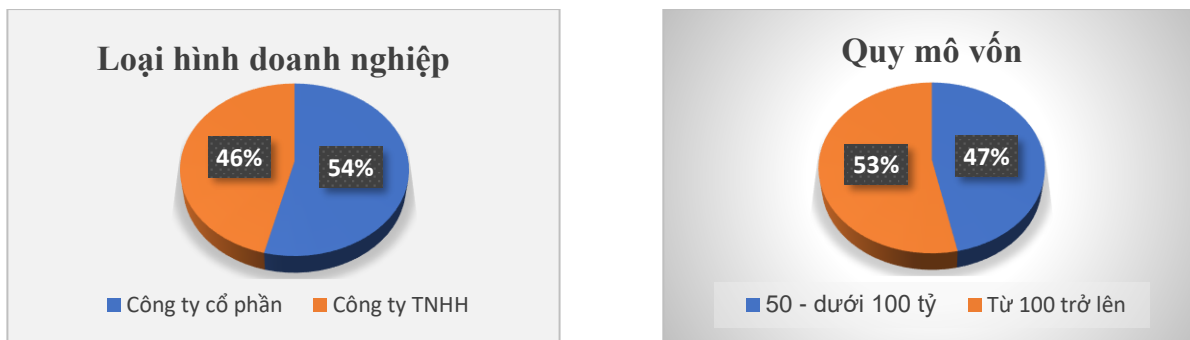 Loại hình doanh nghiệp
46%
54%
Công ty cổ phần
Công ty TNHH
Quy mô vốn
53%
47%
50 - dưới 100 tỷ
Từ 100 trở lên